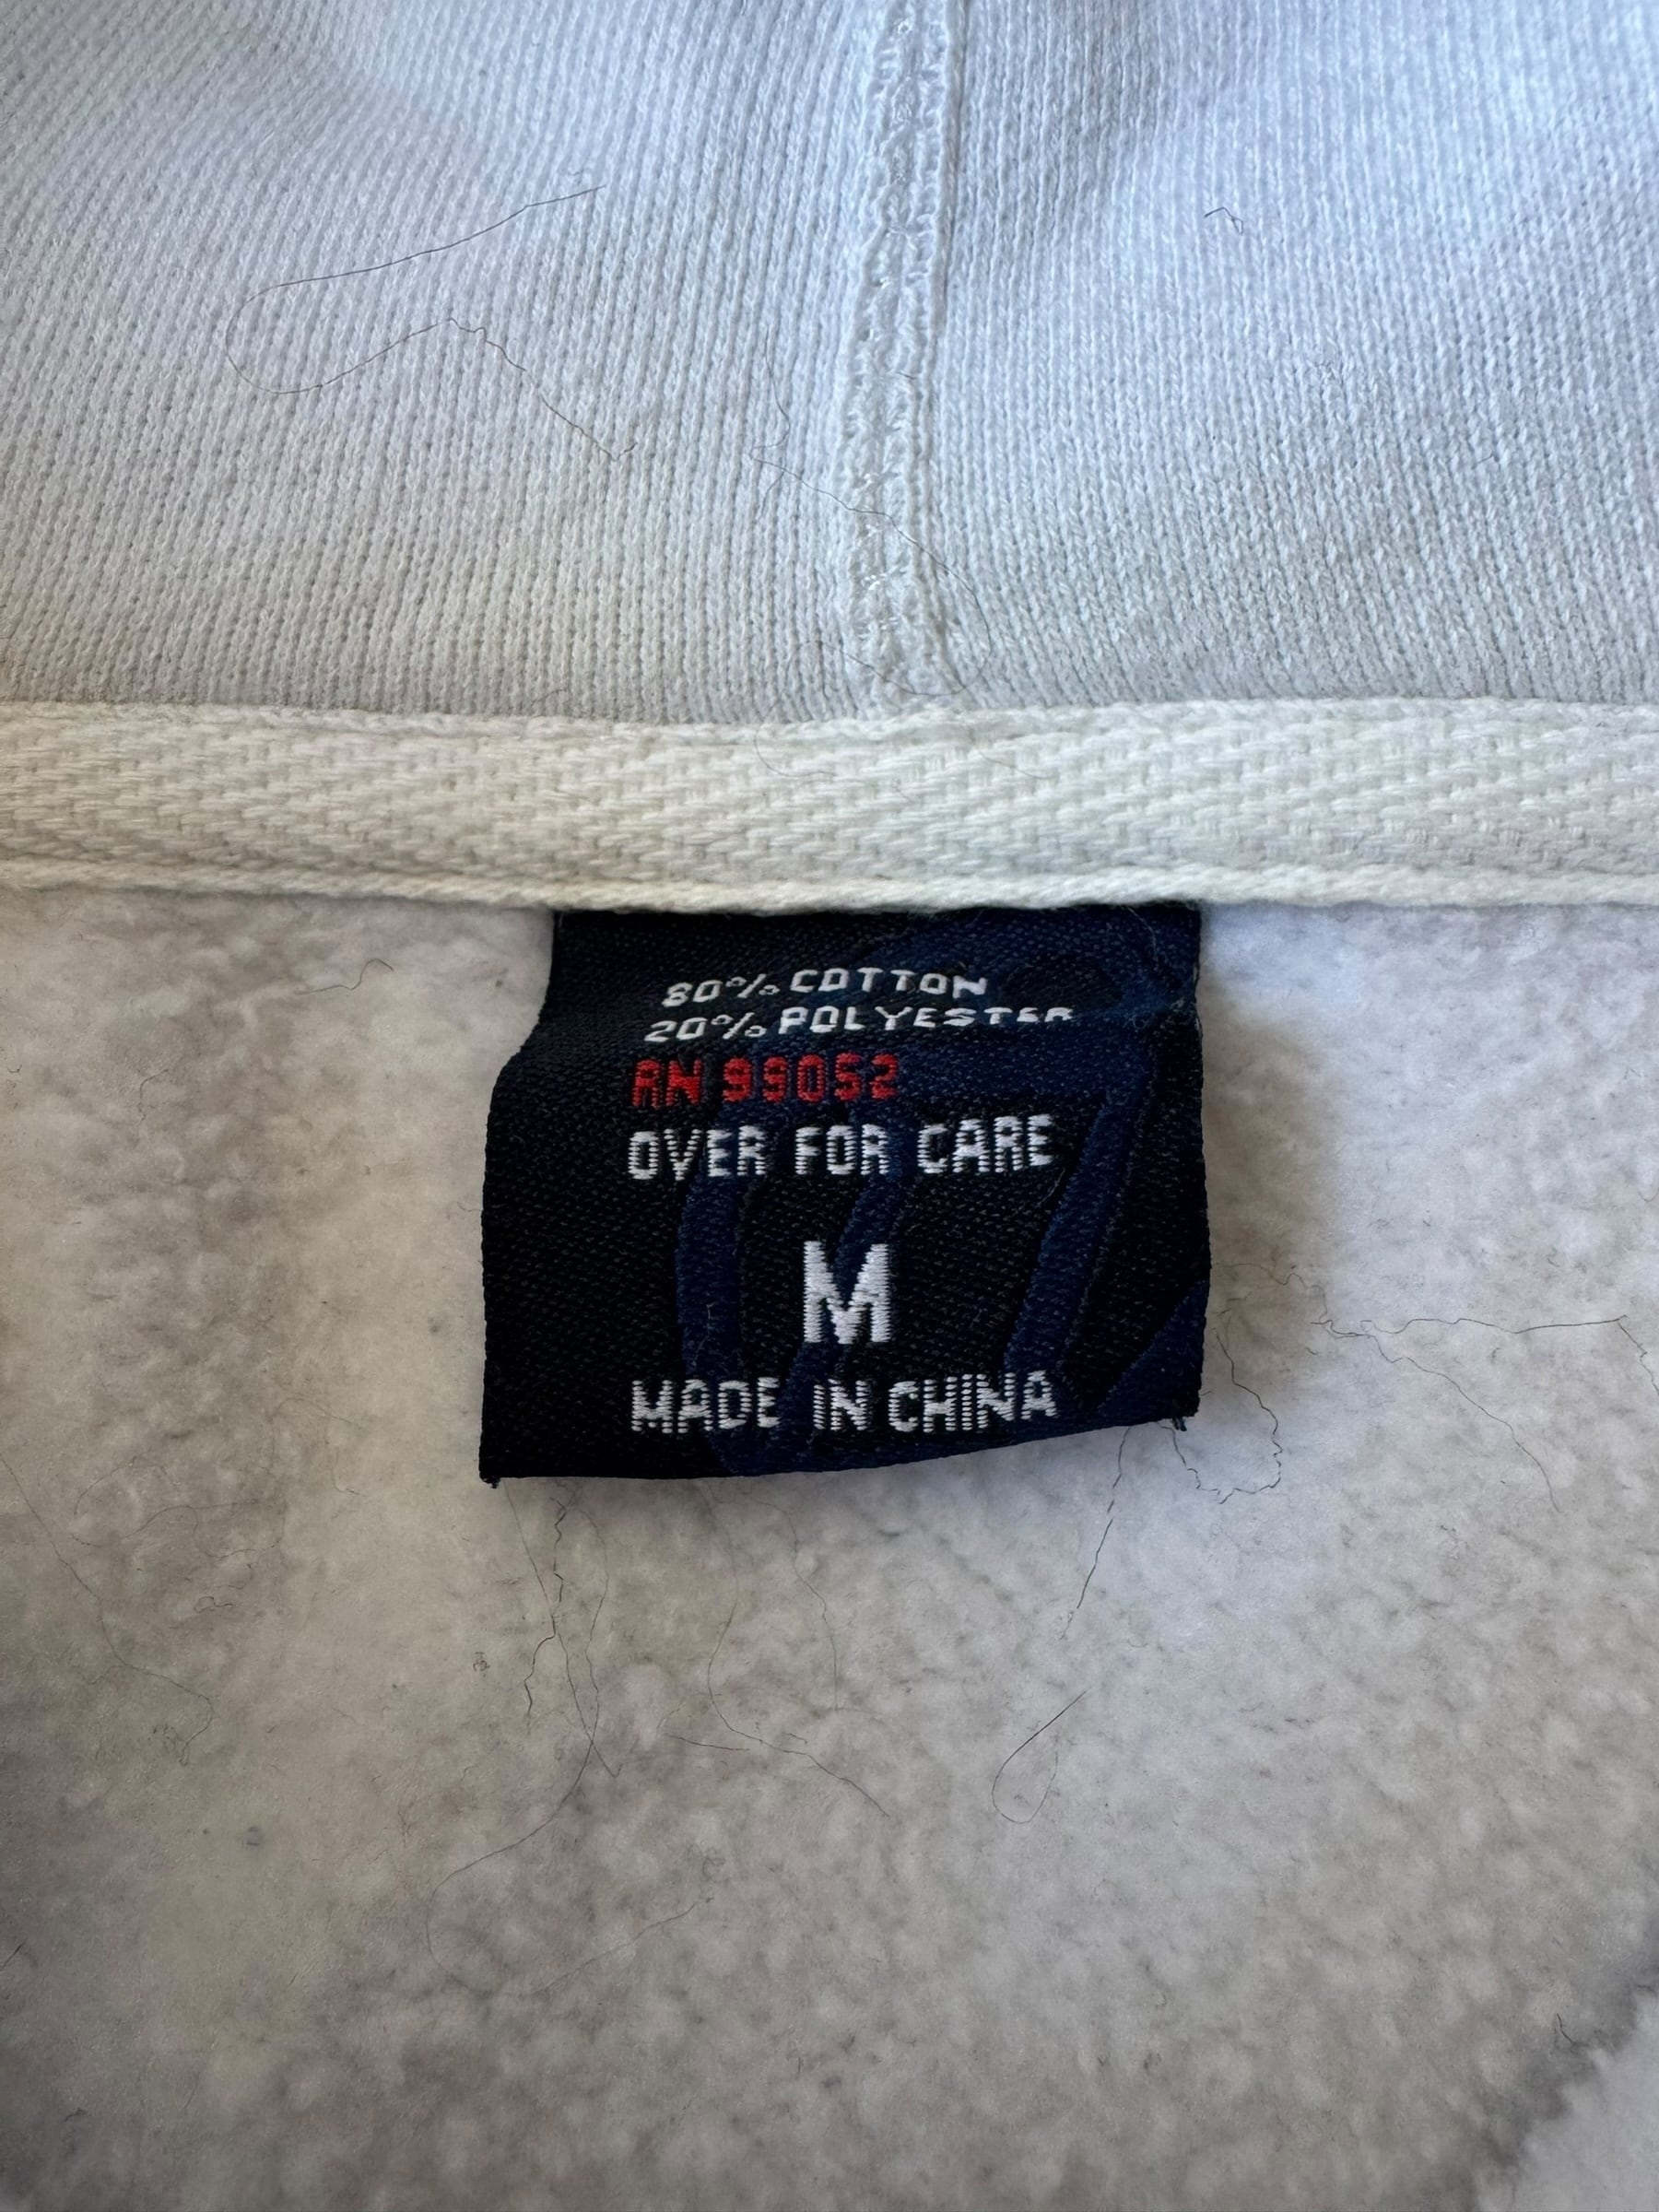 80% COTTON
20% POLYESTER
RN 99052
OVER FOR CARE
M
MADE IN CHINA